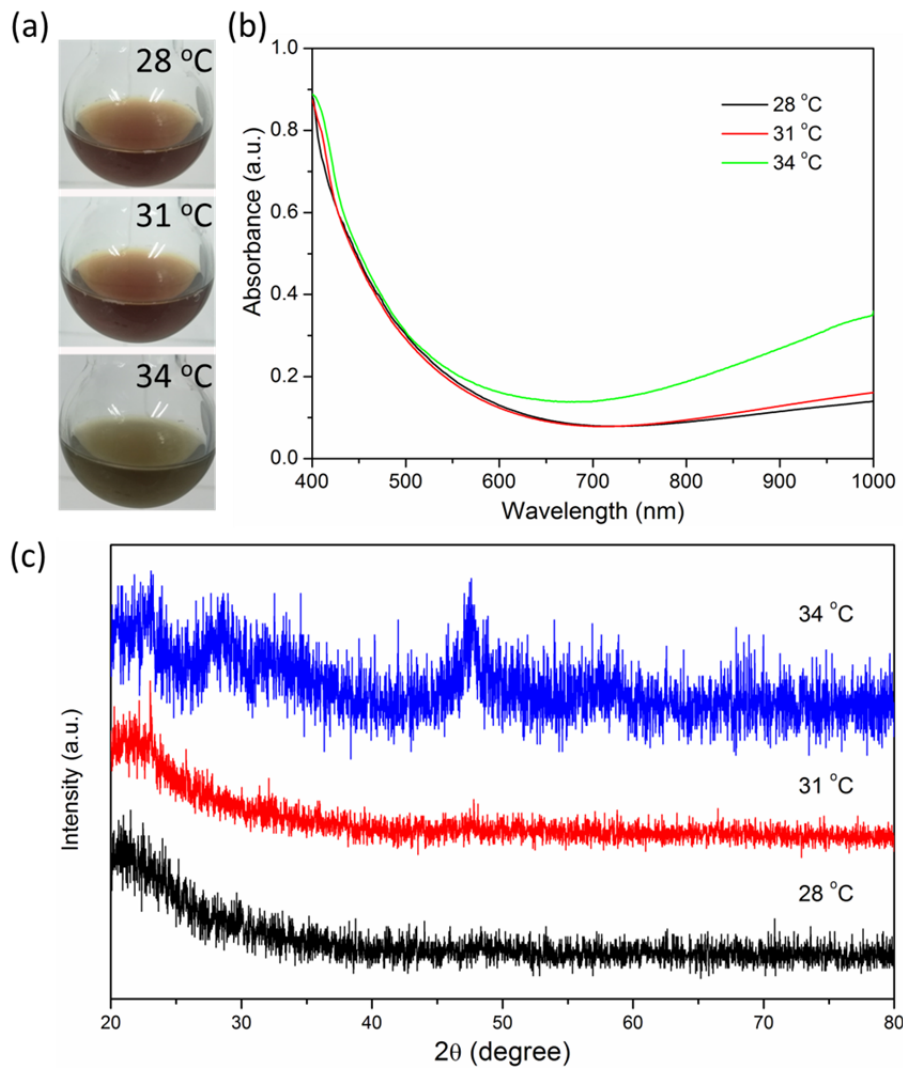 (a)
28 °C
31 °C
34 °C
(b)
1.0
0.8
0.6
0.4
0.2
0.0
Absorbance (a.u.)
28 °C
31 °C
34 °C
400 500 600 700 800 900 1000
Wavelength (nm)
(c)
Intensity (a.u.)
34 °C
31 °C
28 °C
20 30 40 50 60 70 80
2θ (degree)